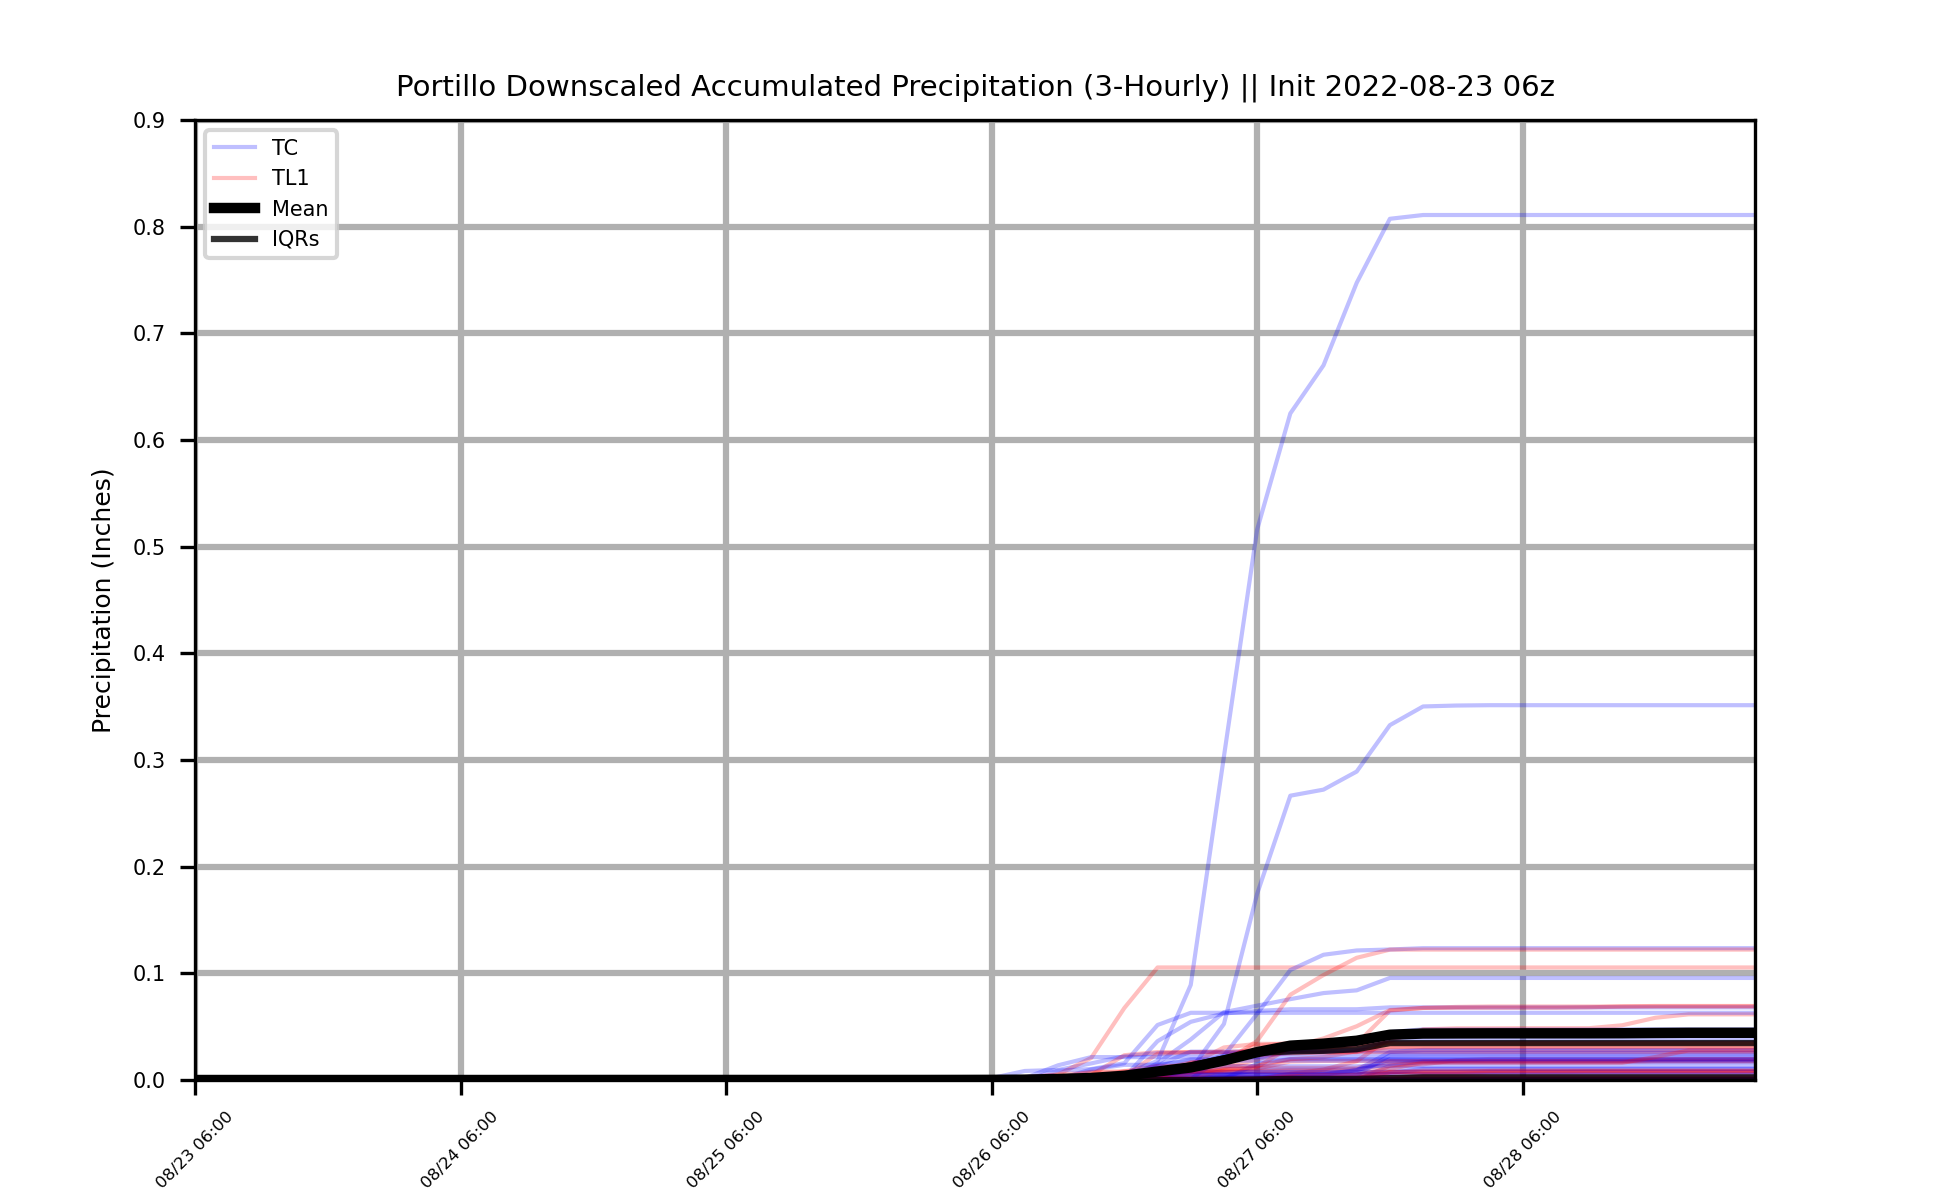 Portillo Downscaled Accumulated Precipitation (3-Hourly) || Init 2022-08-23 06z
TC
TL1
Mean
IQRs
Precipitation (Inches)
0.9
0.8
0.7
0.6
0.5
0.4
0.3
0.2
0.1
0.0
08/23 06:00
08/24 06:00
08/25 06:00
08/26 06:00
08/27 06:00
08/28 06:00